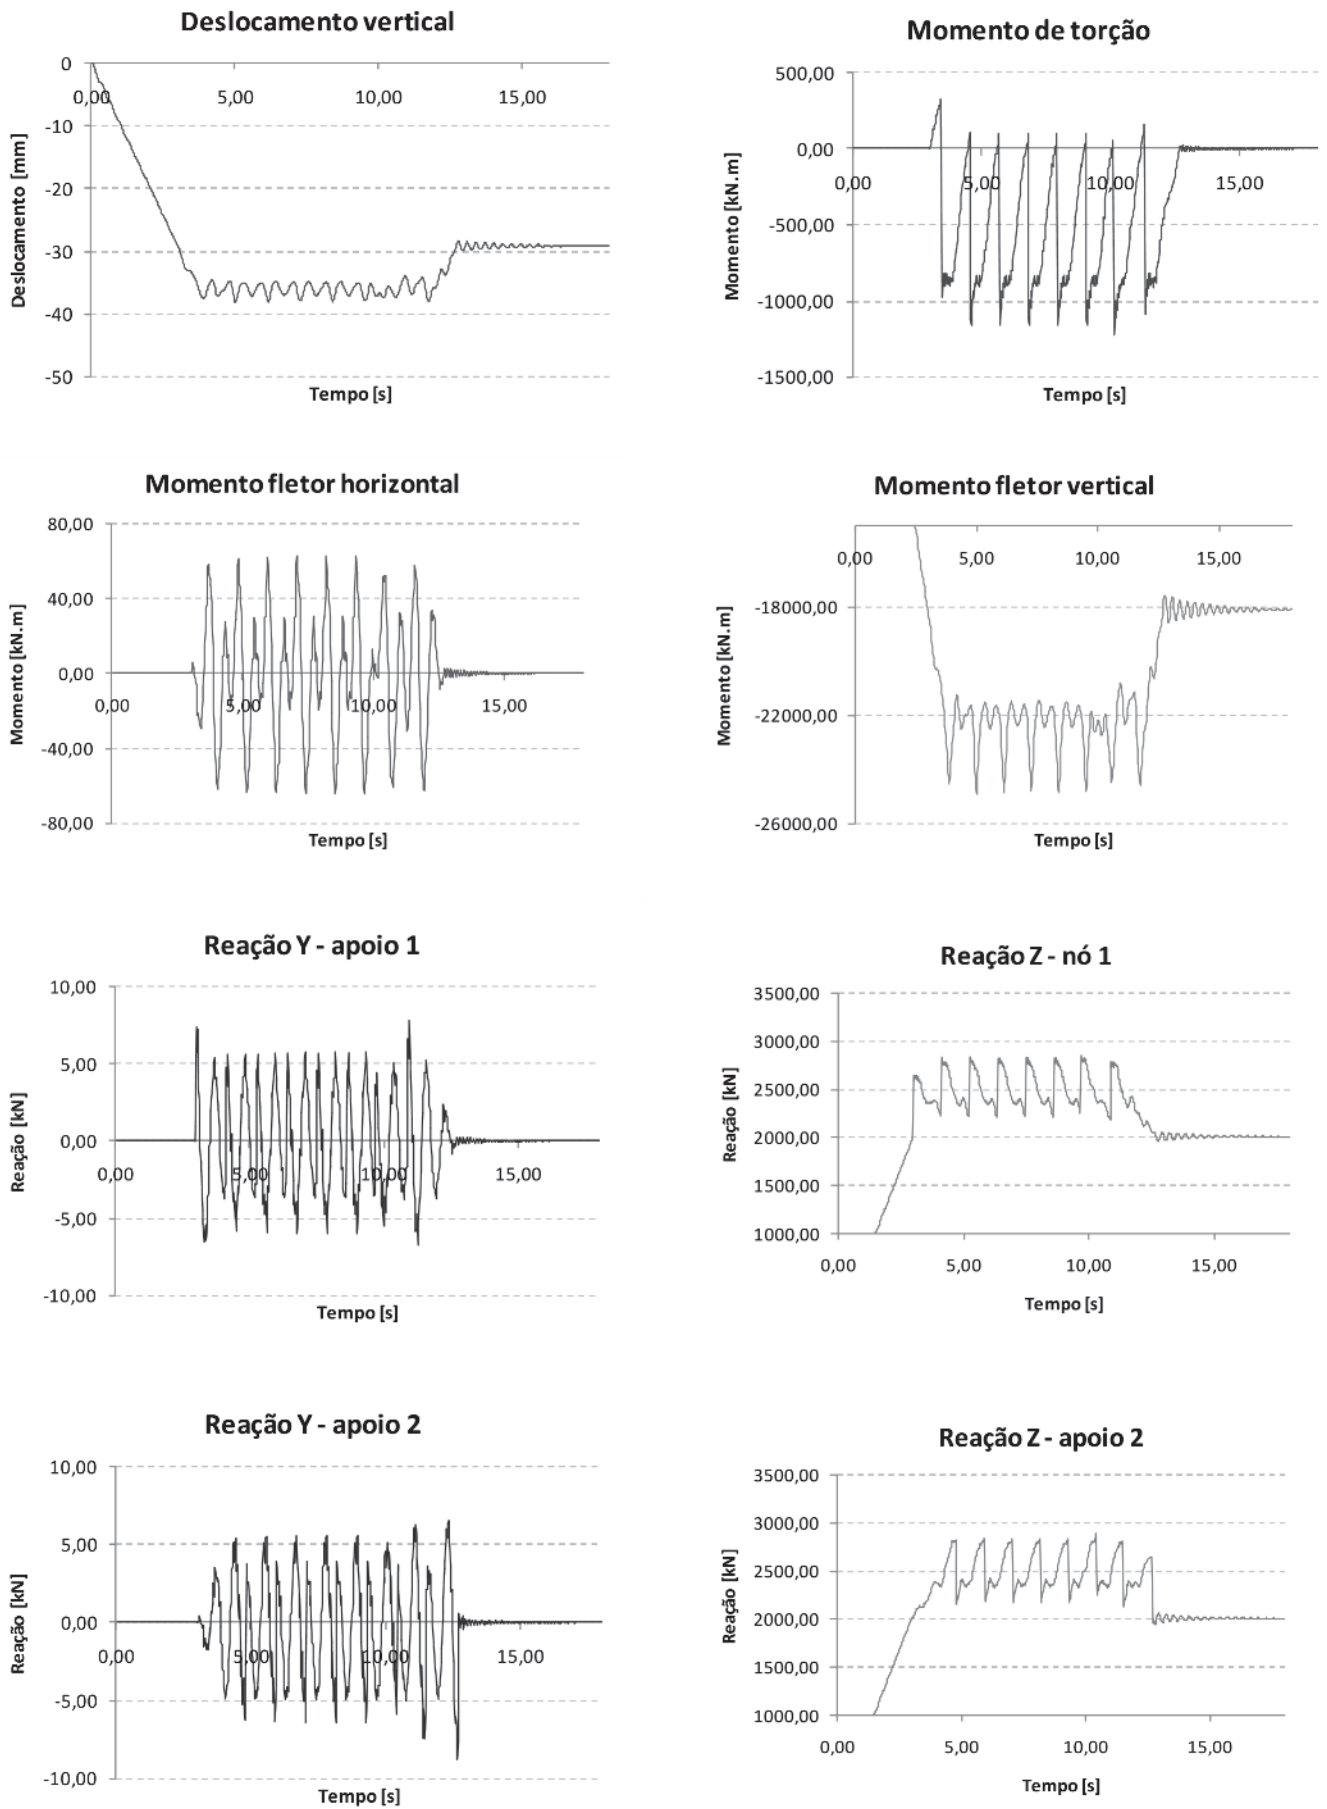 Deslocamento vertical
0
-10
-20
-30
-40
-50
0,00 5,00 10,00 15,00
Deslocamento [mm]
Tempo [s]
Momento de torção
500,00
0,00
-500,00
-1000,00
-1500,00
0,00 5,00 10,00 15,00
Momento [kN.m]
Tempo [s]
Momento fletor horizontal
80,00
40,00
0,00
-40,00
-80,00
0,00 5,00 10,00 15,00
Momento [kN.m]
Tempo [s]
Momento fletor vertical
0,00 5,00 10,00 15,00
-18000,00
-22000,00
-26000,00
Momento [kN.m]
Tempo [s]
Reação Y - apoio 1
10,00
5,00
0,00
-5,00
-10,00
0,00 5,00 10,00 15,00
Reação [kN]
Tempo [s]
Reação Z - nó 1
3500,00
3000,00
2500,00
2000,00
1500,00
1000,00
0,00 5,00 10,00 15,00
Reação [kN]
Tempo [s]
Reação Y - apoio 2
10,00
5,00
0,00
-5,00
-10,00
0,00 5,00 10,00 15,00
Reação [kN]
Tempo [s]
Reação Z - apoio 2
3500,00
3000,00
2500,00
2000,00
1500,00
1000,00
0,00 5,00 10,00 15,00
Reação [kN]
Tempo [s]